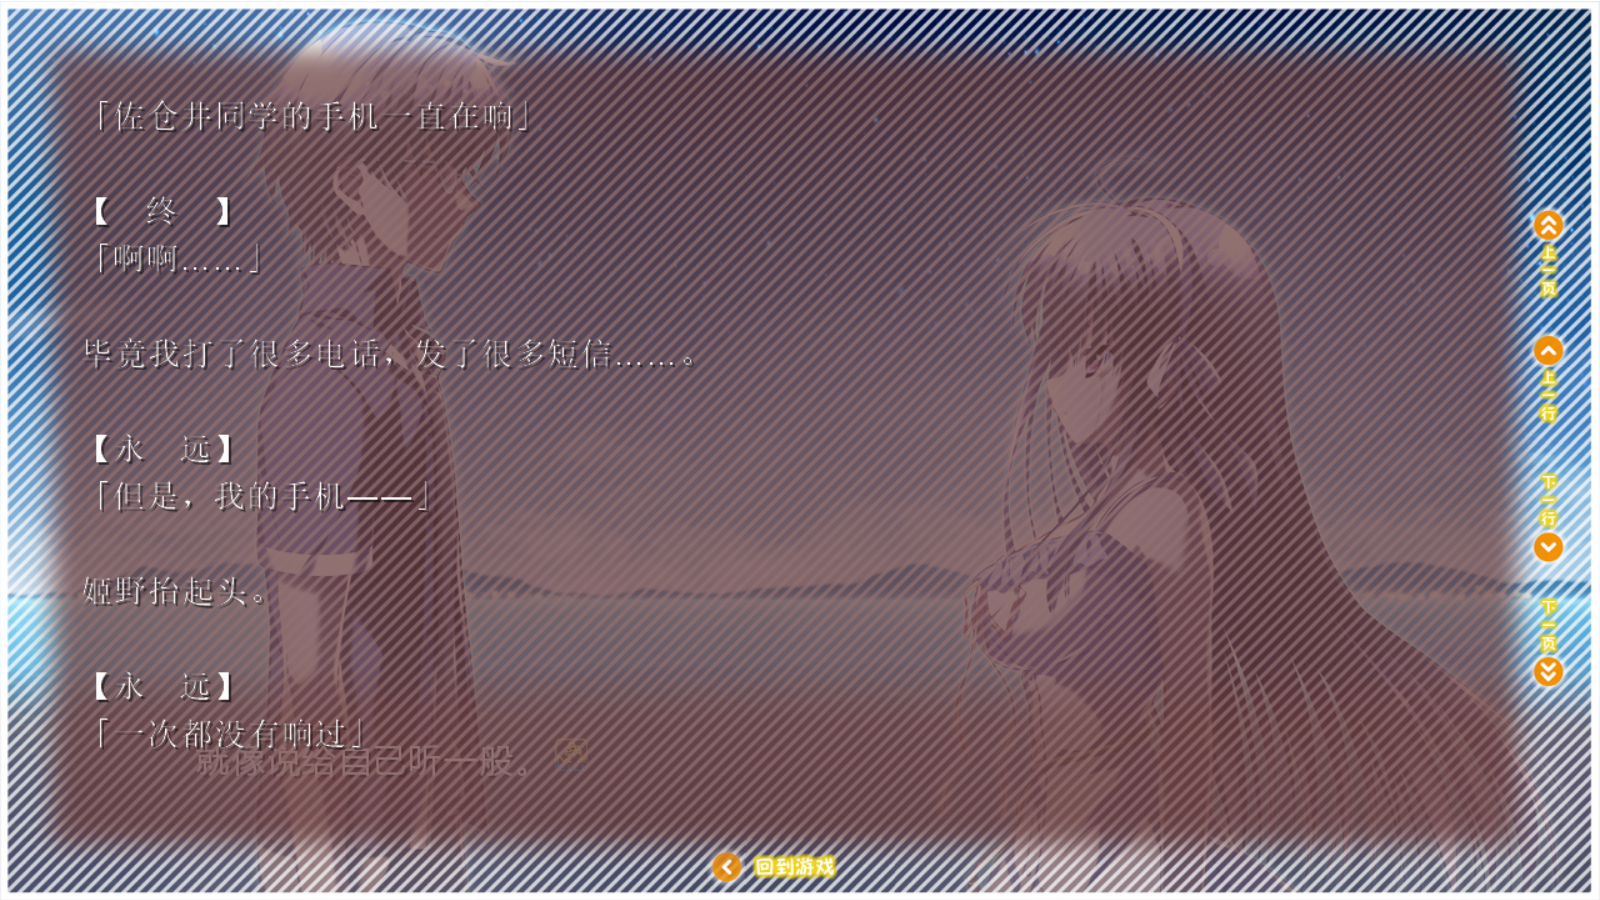 「佐仓井同学的手机一直在响」
【　终　】
「啊啊……」
毕竟我打了很多电话，发了很多短信……。
【永　远】
「但是，我的手机——」
姬野抬起头。
【永　远】
「一次都没有响过」
就像说给自己听一般。
上一页
上一行
下一行
下一页
回到游戏